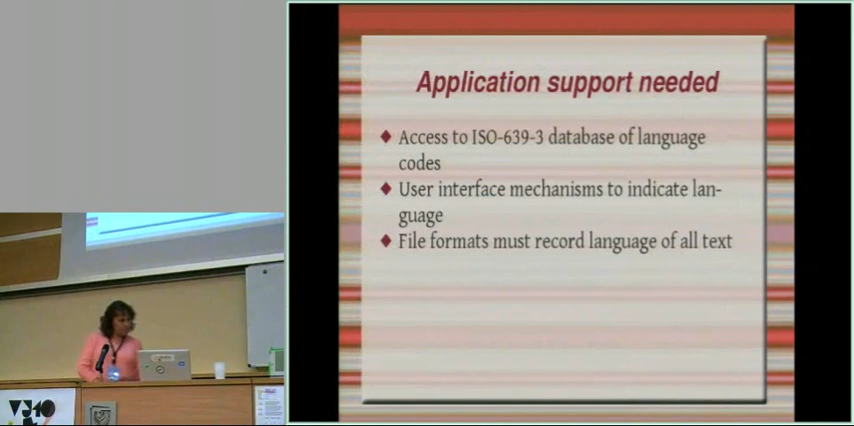 Application support needed
Access to ISO-639-3 database of language
codes
User interface mechanisms to indicate lan-
guage
File formats must record language of all text
VJ10